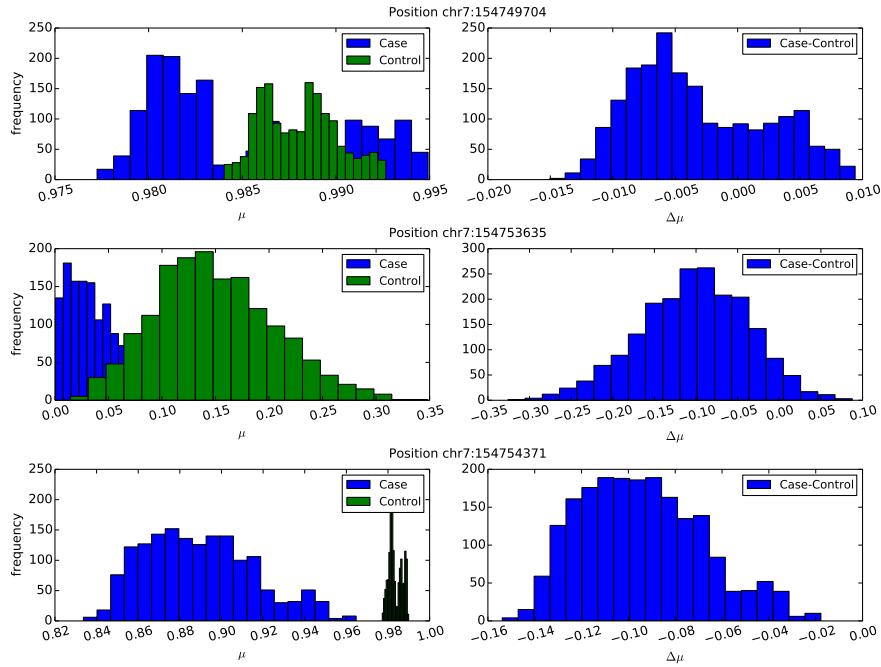 Position chr7:154749704
250
200
150
100
50
0
frequency
Case
Control
0.975 0.980 0.985 0.990 0.995
μ
250
200
150
100
50
0
Case-Control
−0.020 −0.015 −0.010 −0.005 0.000 0.005 0.010
Δμ
Position chr7:154753635
200
150
100
50
0
frequency
Case
Control
0.00 0.05 0.10 0.15 0.20 0.25 0.30 0.35
μ
300
250
200
150
100
50
0
Case-Control
−0.35 −0.30 −0.25 −0.20 −0.15 −0.10 −0.05 0.00 0.05 0.10
Δμ
Position chr7:154754371
250
200
150
100
50
0
frequency
Case
Control
0.82 0.84 0.86 0.88 0.90 0.92 0.94 0.96 0.98 1.00
μ
200
150
100
50
0
Case-Control
−0.16 −0.14 −0.12 −0.10 −0.08 −0.06 −0.04 −0.02 0.00
Δμ